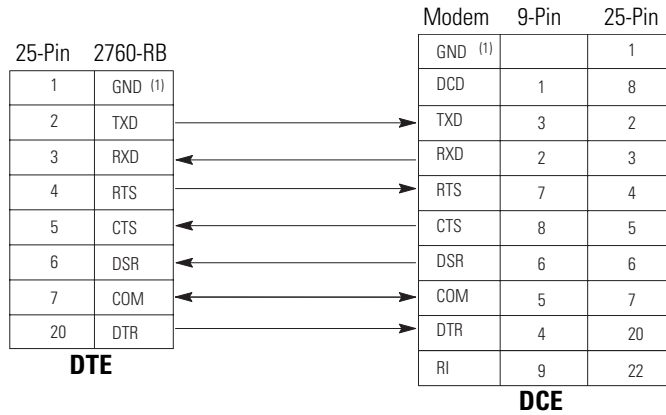 Modem 9-Pin 25-Pin
GND (1) 1
DCD 1 8
TXD 3 2
RXD 2 3
RTS 7 4
CTS 8 5
DSR 6 6
COM 5 7
DTR 4 20
RI 9 22
DCE
25-Pin 2760-RB
1 GND (1)
2 TXD
3 RXD
4 RTS
5 CTS
6 DSR
7 COM
20 DTR
DTE